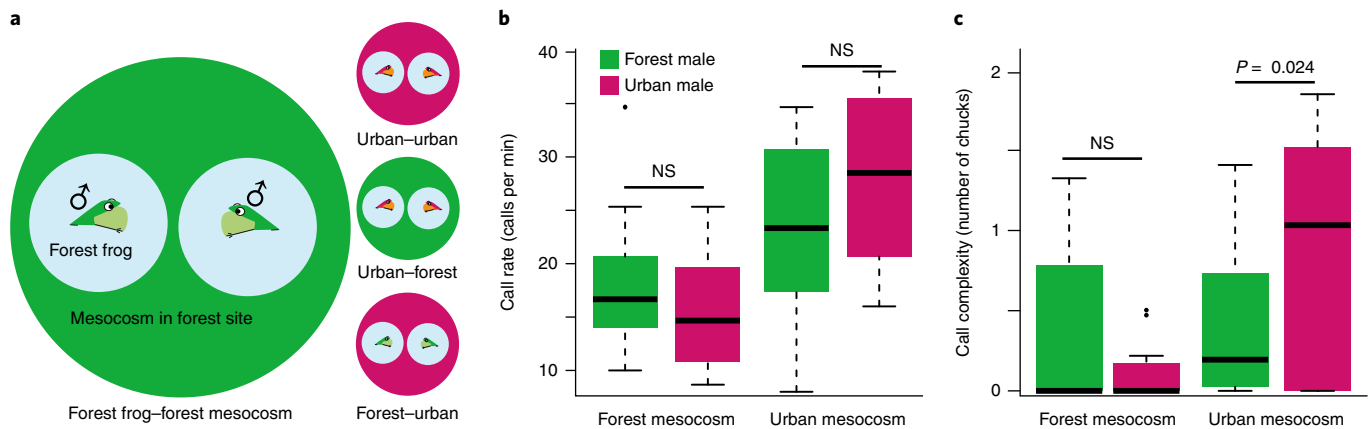 a
♂
♂
Forest frog
Mesocosm in forest site
Forest frog–forest mesocosm
Urban–urban
Urban–forest
Forest–urban
b
Call rate (calls per min)
40
30
20
10
Forest male
Urban male
NS
NS
Forest mesocosm
Urban mesocosm
c
Call complexity (number of chucks)
2
1
0
NS
P = 0.024
Forest mesocosm
Urban mesocosm